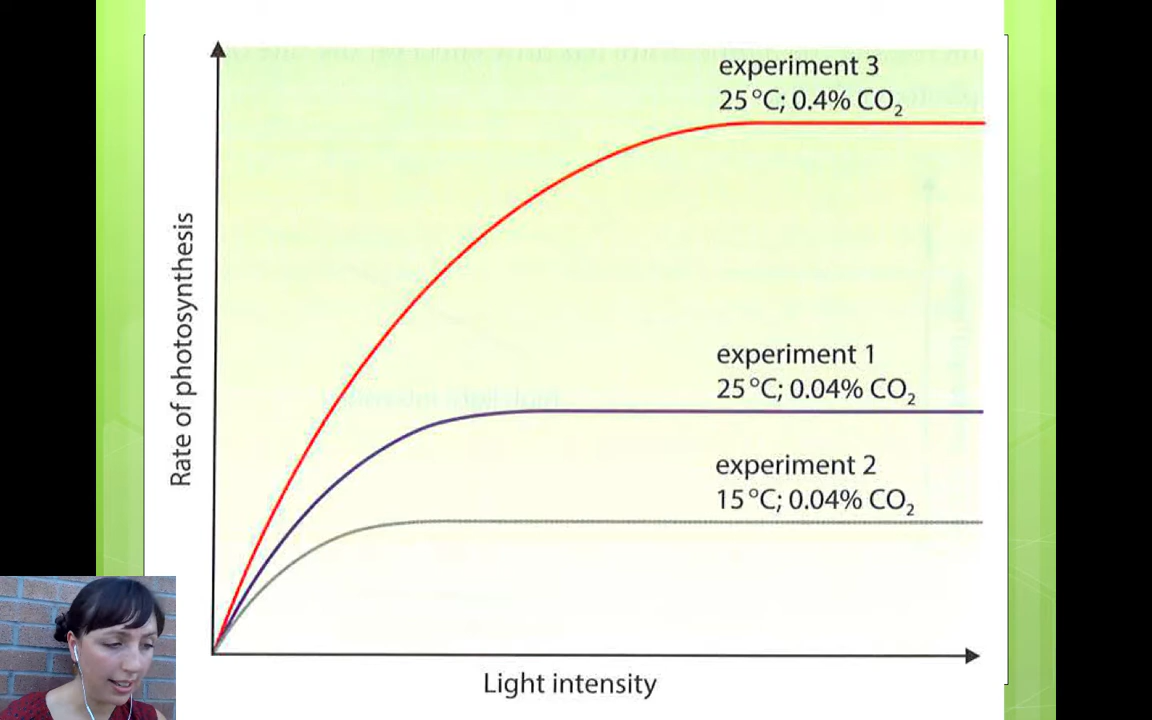 experiment 3
25 °C; 0.4% CO₂
experiment 1
25 °C; 0.04% CO₂
experiment 2
15 °C; 0.04% CO₂
Rate of photosynthesis
Light intensity